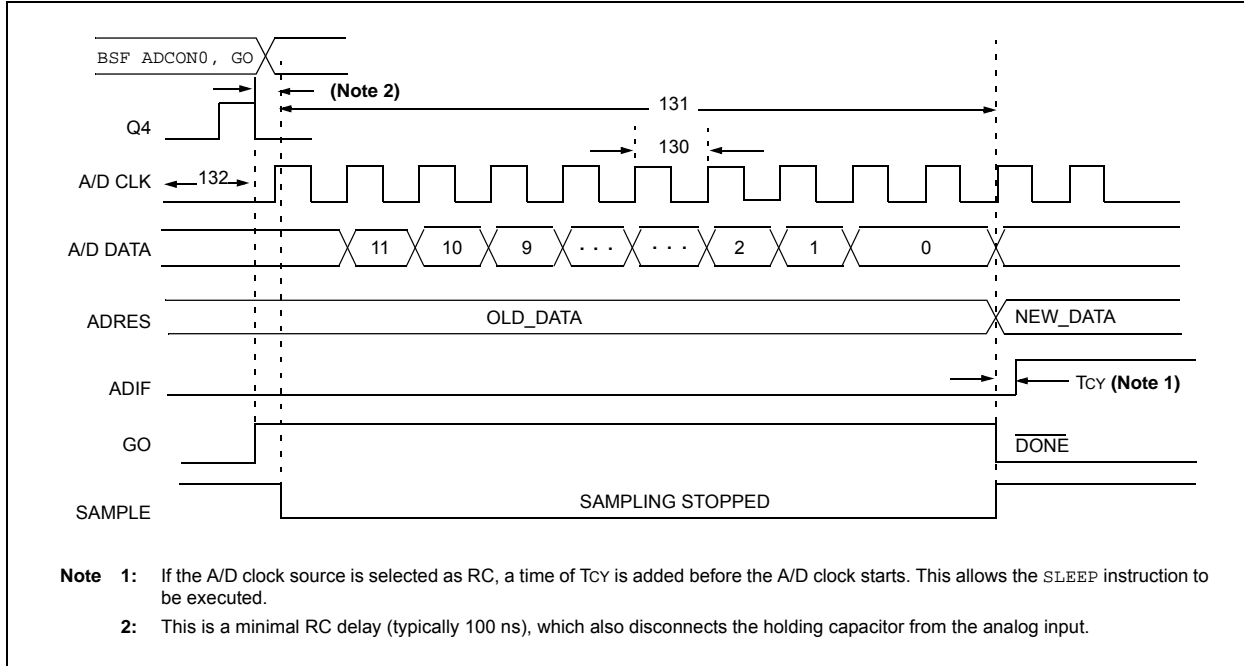 BSF ADCON0, GO
(Note 2)
131
Q4
130
A/D CLK
132
A/D DATA
11 10 9 . . . . . . 2 1 0
ADRES
OLD_DATA
NEW_DATA
ADIF
TCY (Note 1)
GO
DONE
SAMPLE
SAMPLING STOPPED
Note 1: If the A/D clock source is selected as RC, a time of TCY is added before the A/D clock starts. This allows the SLEEP instruction to
be executed.
2: This is a minimal RC delay (typically 100 ns), which also disconnects the holding capacitor from the analog input.